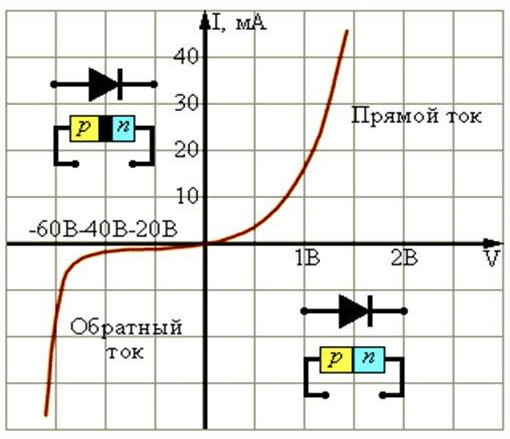 I, мА
40
30
20
10
p n
Прямой ток
-60В-40В-20В
1В
2В
V
Обратный
ток
p n